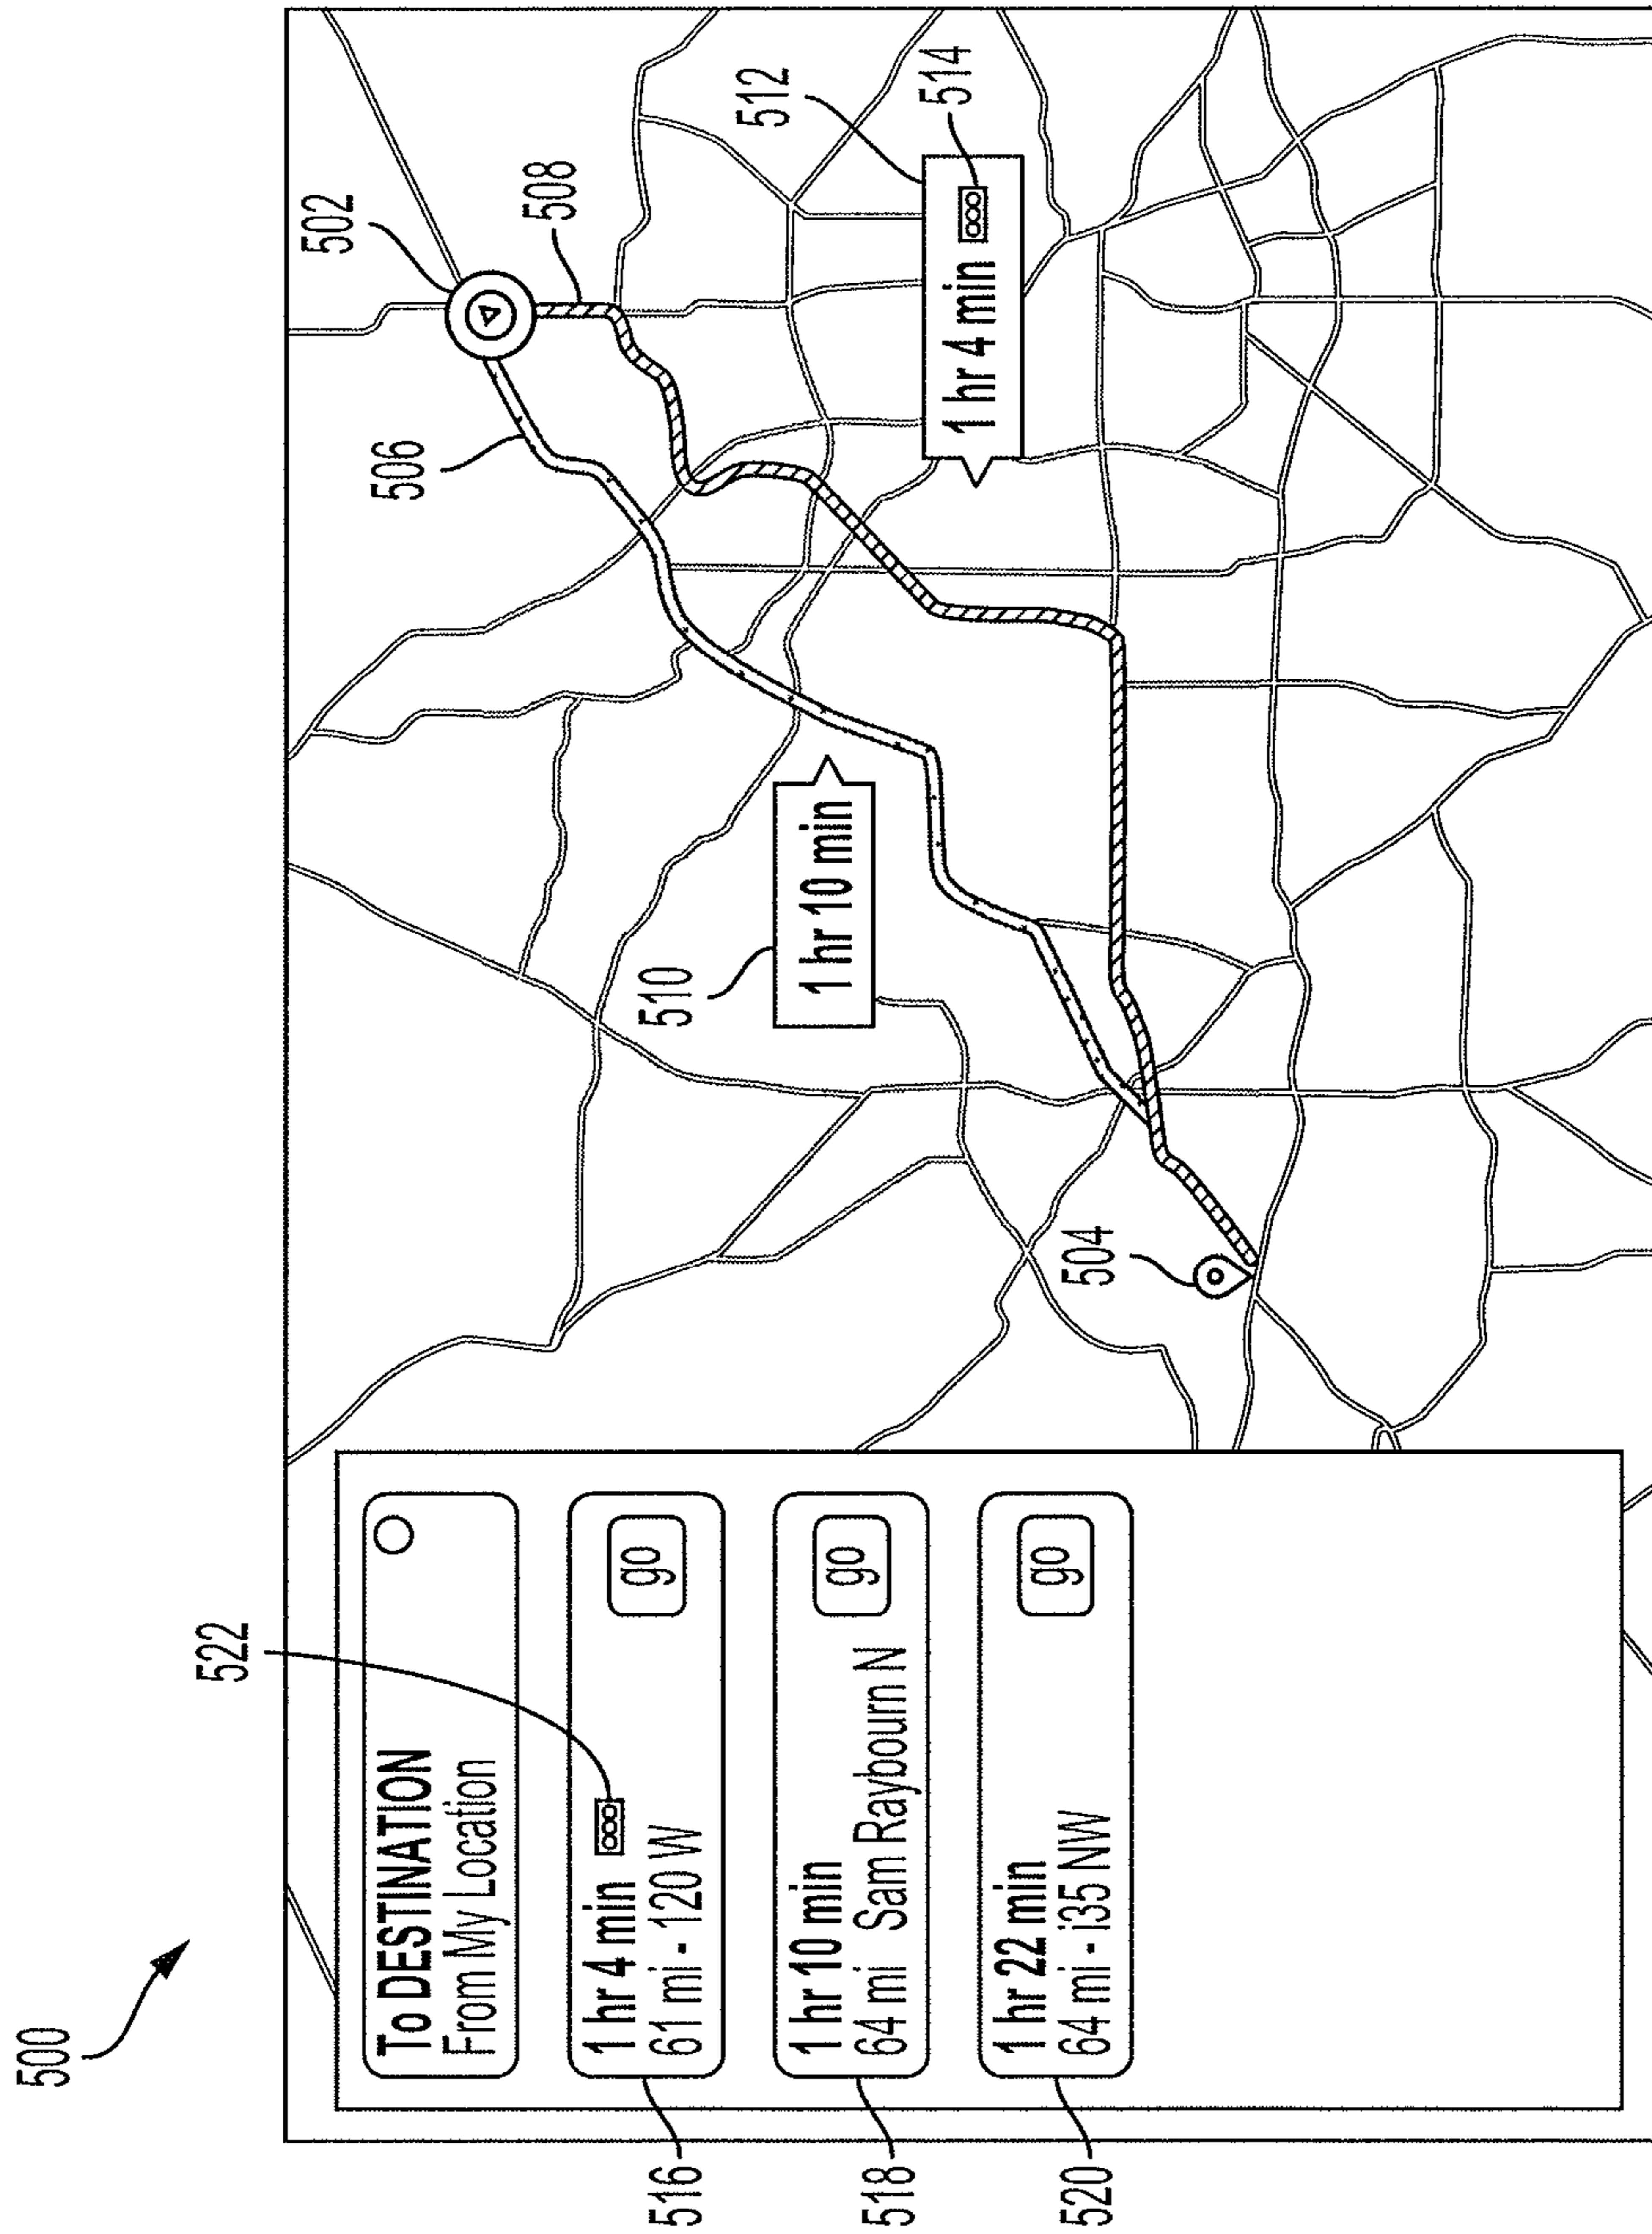 500
522
To DESTINATION
From My Location
516
1 hr 4 min
61 mi - 120 W
go
518
1 hr 10 min
64 mi Sam Raybourn N
go
520
1 hr 22 min
64 mi - i35 NW
go
502
506
508
510
1 hr 10 min
512
1 hr 4 min
514
504